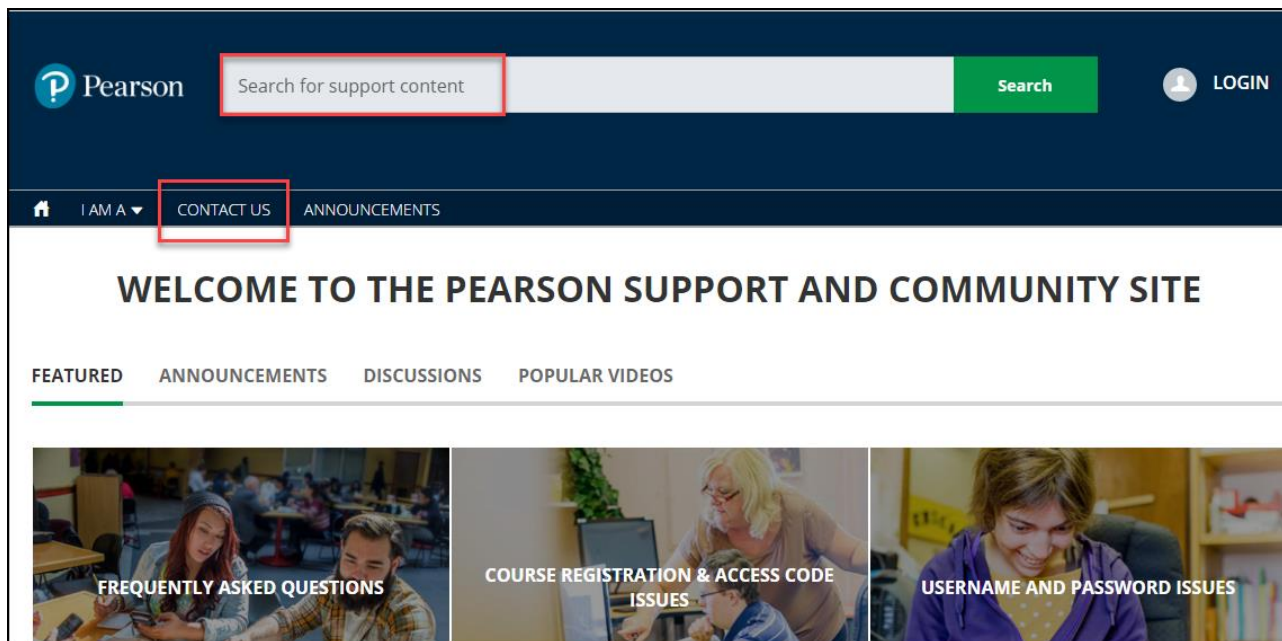 Pearson
Search for support content
Search
LOGIN
I AM A
CONTACT US
ANNOUNCEMENTS
WELCOME TO THE PEARSON SUPPORT AND COMMUNITY SITE
FEATURED
ANNOUNCEMENTS
DISCUSSIONS
POPULAR VIDEOS
FREQUENTLY ASKED QUESTIONS
COURSE REGISTRATION & ACCESS CODE
ISSUES
USERNAME AND PASSWORD ISSUES